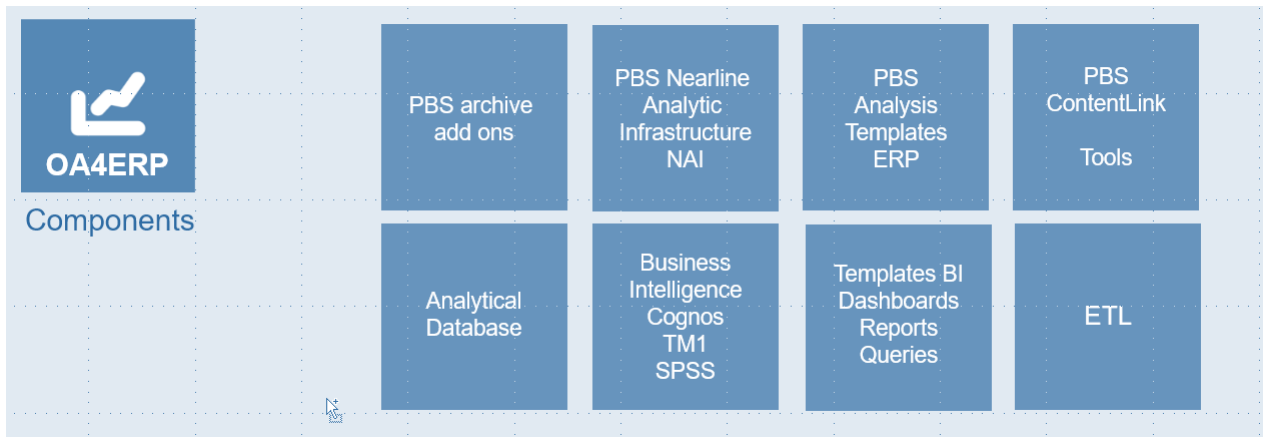 OA4ERP
Components
PBS archive
add ons
PBS Nearline
Analytic
Infrastructure
NAI
PBS
Analysis
Templates
ERP
PBS
ContentLink
Tools
Analytical
Database
Business
Intelligence
Cognos
TM1
SPSS
Templates BI
Dashboards
Reports
Queries
ETL